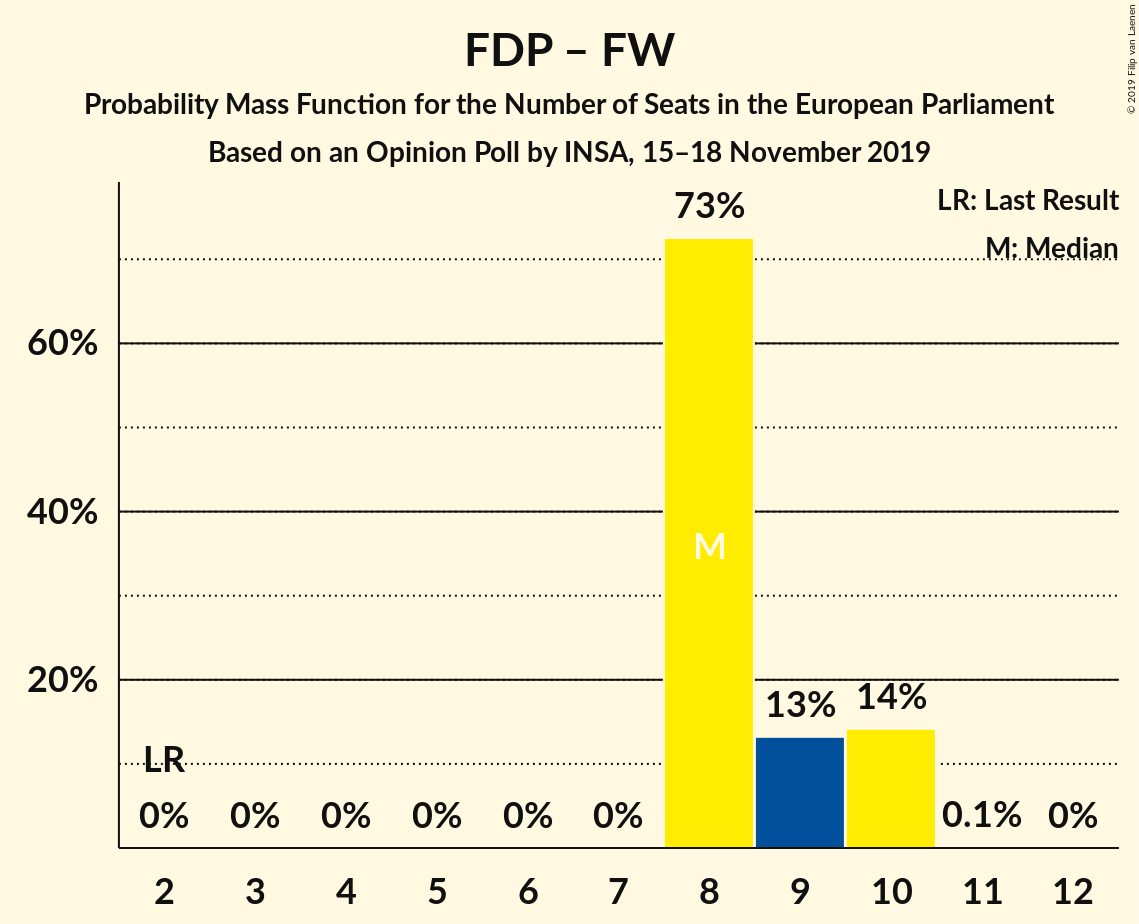 FDP – FW
Probability Mass Function for the Number of Seats in the European Parliament
Based on an Opinion Poll by INSA, 15–18 November 2019
© 2019 Filip van Laenen
LR: Last Result
M: Median
73%
60%
40%
M
20%
13%
14%
LR
0%
0%
0%
0%
0%
0%
0.1%
0%
2 3 4 5 6 7 8 9 10 11 12